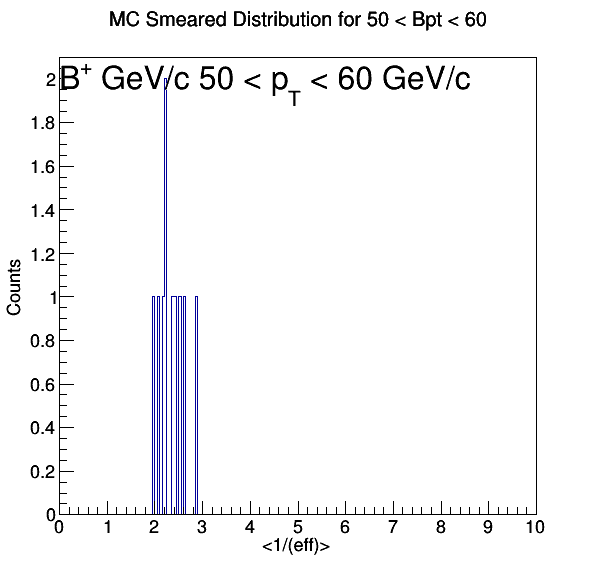 MC Smeared Distribution for 50 < Bpt < 60
B+ GeV/c 50 < pT < 60 GeV/c
Counts
2
1.8
1.6
1.4
1.2
1
0.8
0.6
0.4
0.2
0
0 1 2 3 4 5 6 7 8 9 10
<1/(eff)>